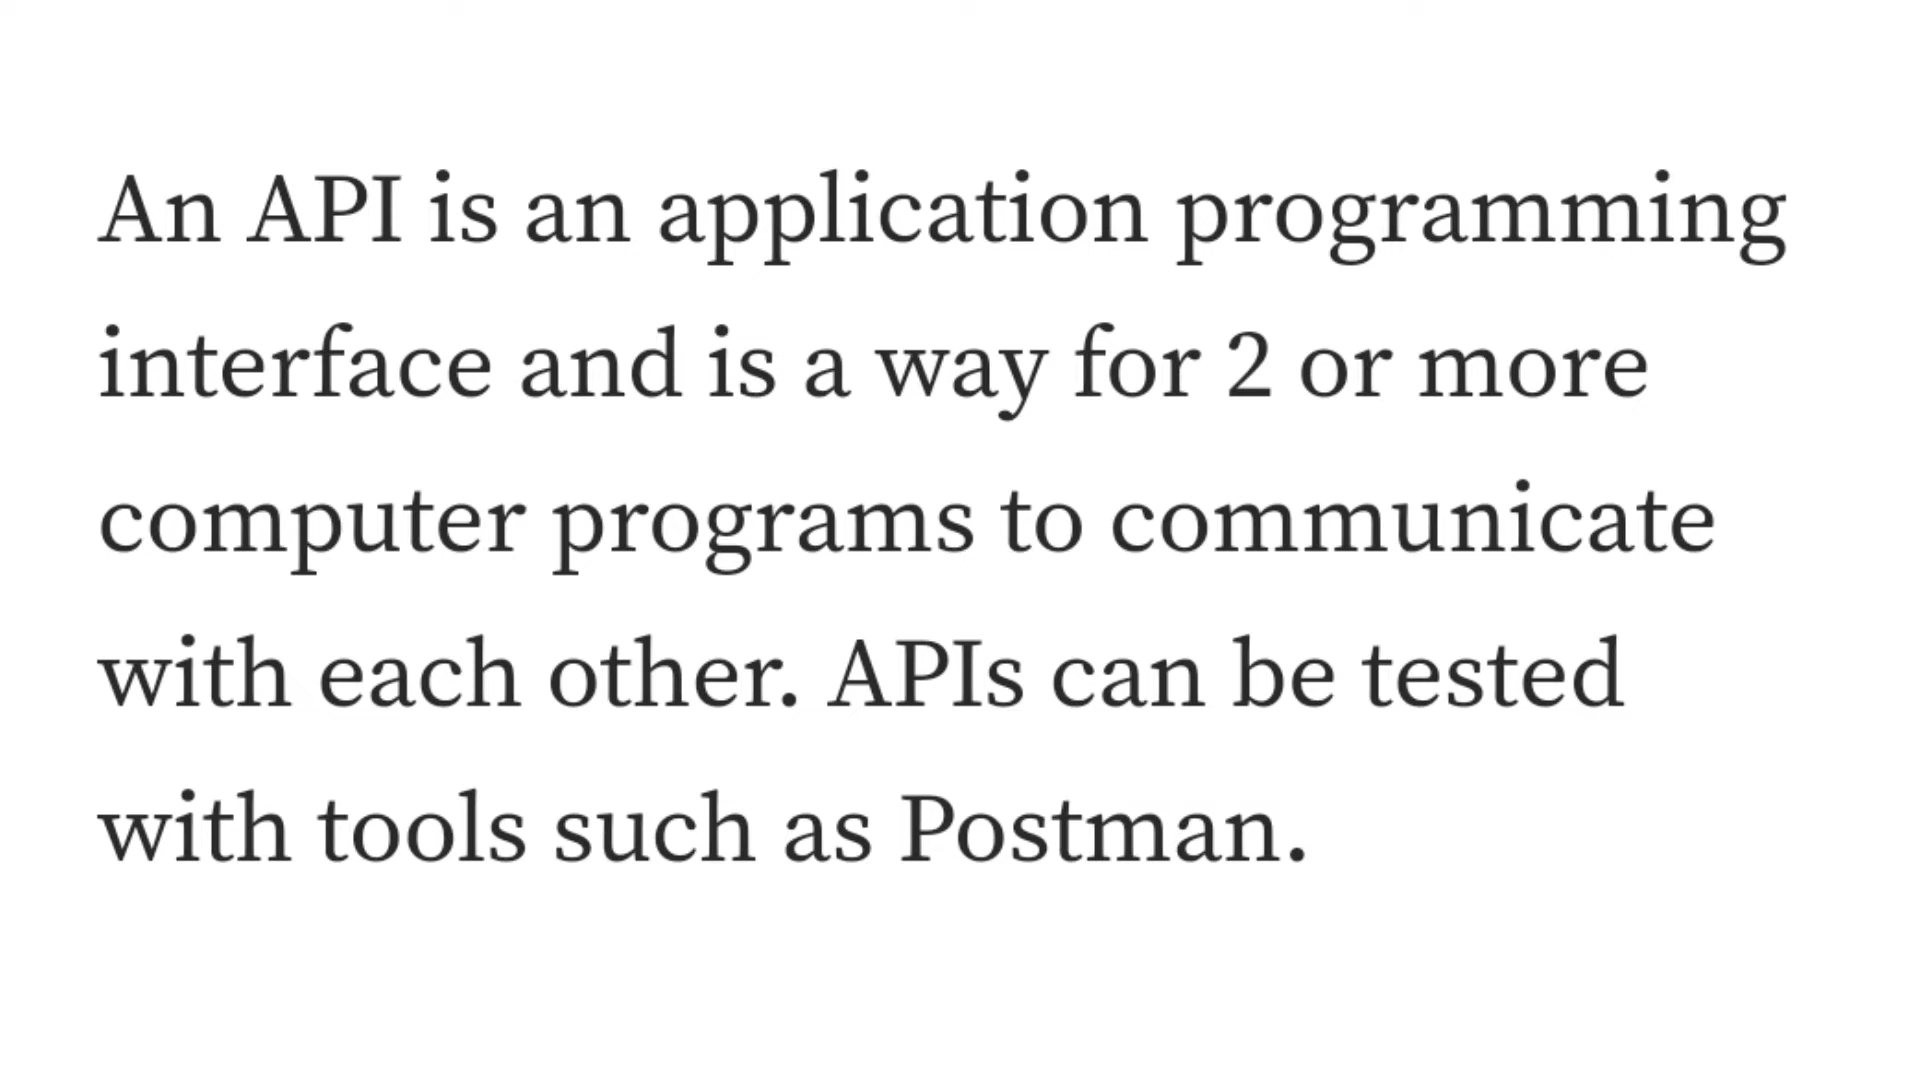 An API is an application programming
interface and is a way for 2 or more
computer programs to communicate
with each other. APIs can be tested
with tools such as Postman.